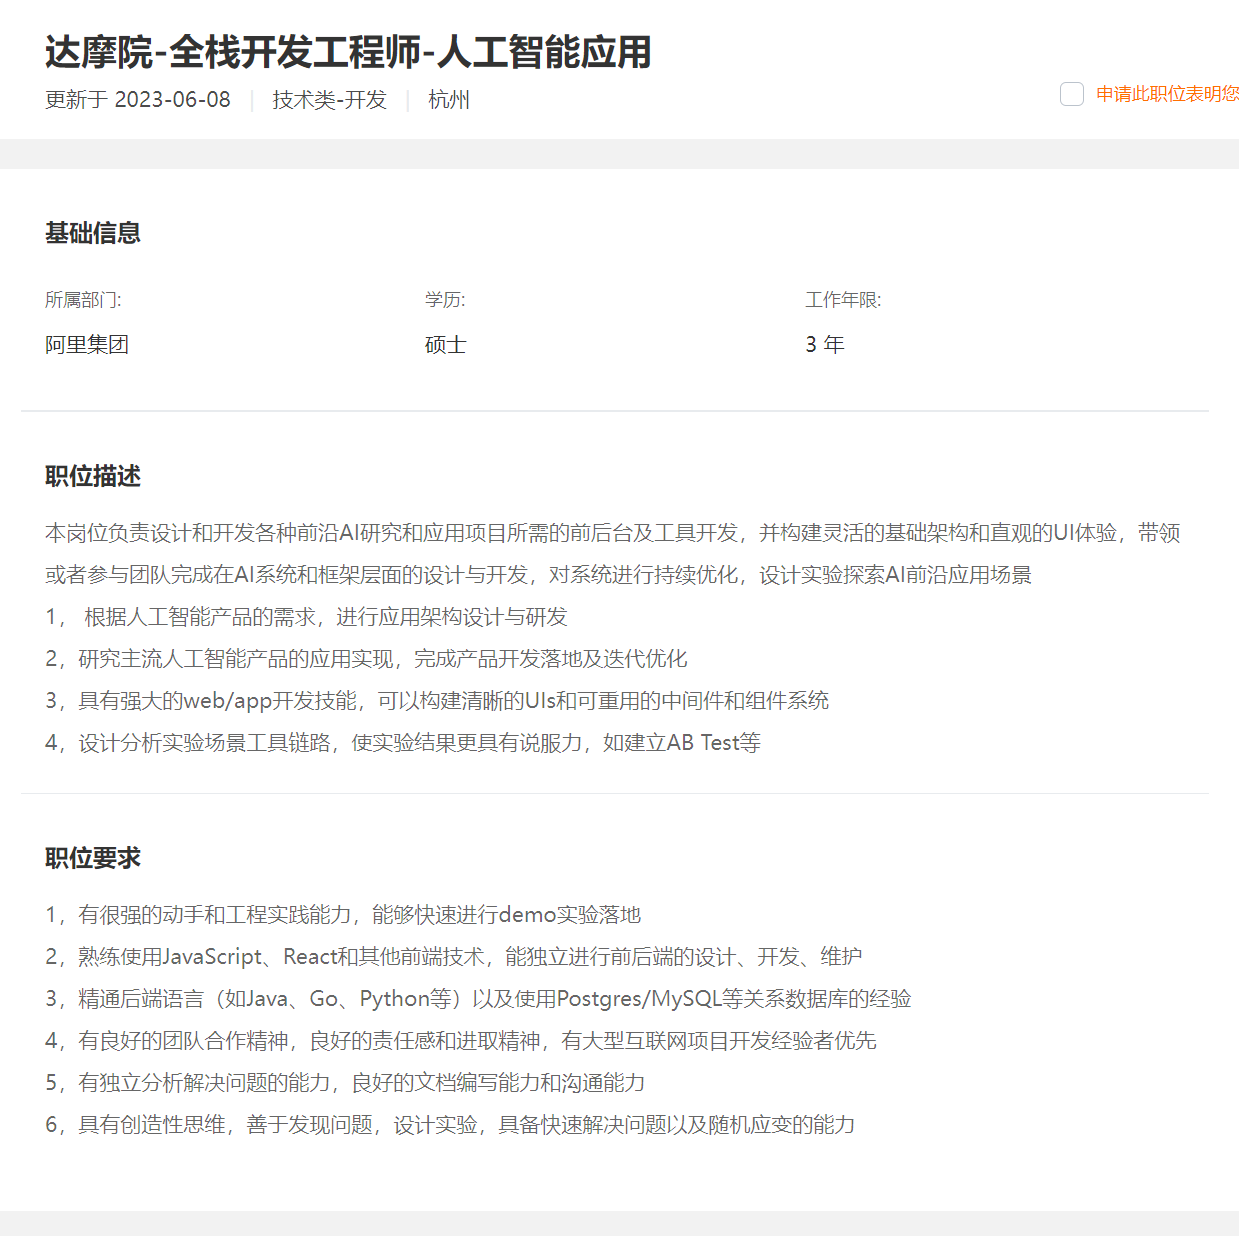 达摩院-全栈开发工程师-人工智能应用
更新于 2023-06-08 技术类-开发 杭州
申请此职位表明您
基础信息
所属部门: 学历: 工作年限:
阿里集团 硕士 3 年
职位描述
本岗位负责设计和开发各种前沿AI研究和应用项目所需的前后台及工具开发，并构建灵活的基础架构和直观的UI体验，带领
或者参与团队完成在AI系统和框架层面的设计与开发，对系统进行持续优化，设计实验探索AI前沿应用场景
1， 根据人工智能产品的需求，进行应用架构设计与研发
2，研究主流人工智能产品的应用实现，完成产品开发落地及迭代优化
3，具有强大的web/app开发技能，可以构建清晰的UIs和可重用的中间件和组件系统
4，设计分析实验场景工具链路，使实验结果更具有说服力，如建立AB Test等
职位要求
1，有很强的动手和工程实践能力，能够快速进行demo实验落地
2，熟练使用JavaScript、React和其他前端技术，能独立进行前后端的设计、开发、维护
3，精通后端语言（如Java、Go、Python等）以及使用Postgres/MySQL等关系数据库的经验
4，有良好的团队合作精神，良好的责任感和进取精神，有大型互联网项目开发经验者优先
5，有独立分析解决问题的能力，良好的文档编写能力和沟通能力
6，具有创造性思维，善于发现问题，设计实验，具备快速解决问题以及随机应变的能力